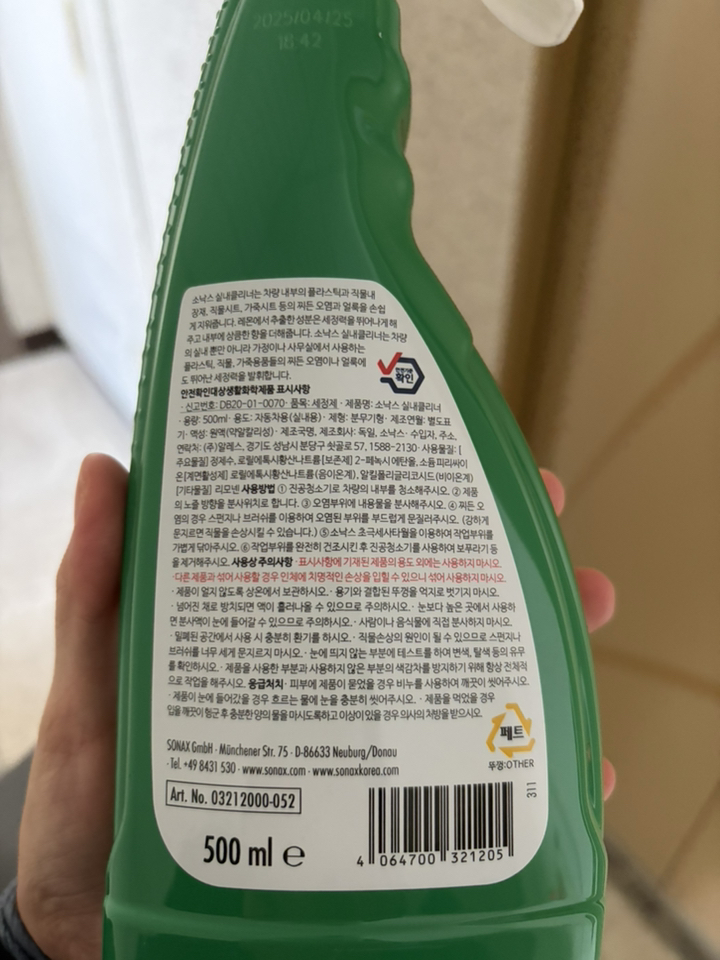 2025/04/25
18:42
소낙스 실내클리너는 차량 내부의 플라스틱과 직물내
장재, 직물시트, 가죽시트 등의 찌든 오염과 얼룩을 손쉽
게 지워줍니다. 레몬에서 추출한 성분은 세정력을 뛰어나게 해
주고 내부에 상큼한 향을 더해줍니다. 소낙스 실내클리너는 차량
의 실내 뿐만 아니라 가정이나 사무실에서 사용하는
플라스틱, 직물, 가죽용품들의 찌든 오염이나 얼룩에
도 뛰어난 세정력을 발휘합니다.
안전기준
확인
안전확인대상생활화학제품 표시사항
· 신고번호: DB20-01-0070· 품목: 세정제 · 제품명: 소낙스 실내클리너
· 용량: 500ml· 용도: 자동차용(실내용) · 제형: 분무기형· 제조연월: 별도표
기· 액성: 원액(약알칼리성) · 제조국명, 제조회사: 독일, 소낙스· 수입자, 주소,
연락처: (주)알레스, 경기도 성남시 분당구 쇳골로 57, 1588-2130 · 사용물질: [
주요물질] 정제수, 로릴에톡시황산나트륨[보존제] 2-페녹시에탄올, 소듐 피리싸이
온[계면활성제] 로릴에톡시황산나트륨(음이온계), 알킬폴리글리코시드(비이온계)
[기타물질] 리모넨 사용방법 ① 진공청소기로 차량의 내부를 청소해주시오. ② 제품
의 노즐 방향을 분사위치로 합니다. ③ 오염부위에 내용물을 분사해주시오. ④ 찌든 오
염의 경우 스펀지나 브러쉬를 이용하여 오염된 부위를 부드럽게 문질러주시오. (강하게
문지르면 직물을 손상시킬 수 있습니다.) ⑤ 소낙스 초극세사타월을 이용하여 작업부위를
가볍게 닦아주시오. ⑥ 작업부위를 완전히 건조시킨 후 진공청소기를 사용하여 보푸라기 등
을 제거해주시오. 사용상 주의사항 · 표시사항에 기재된 제품의 용도 외에는 사용하지 마시오.
·다른 제품과 섞어 사용할 경우 인체에 치명적인 손상을 입힐 수 있으니 섞어 사용하지 마시오.
· 제품이 얼지 않도록 상온에서 보관하시오. · 용기와 결합된 뚜껑을 억지로 벗기지 마시오.
· 넘어진 채로 방치되면 액이 흘러나올 수 있으므로 주의하시오. · 눈보다 높은 곳에서 사용하
면 분사액이 눈에 들어갈 수 있으므로 주의하시오. · 사람이나 음식물에 직접 분사하지 마시오.
· 밀폐된 공간에서 사용 시 충분히 환기를 하시오. · 직물손상의 원인이 될 수 있으므로 스펀지나
브러쉬를 너무 세게 문지르지 마시오. · 눈에 띄지 않는 부분에 테스트를 하여 변색, 탈색 등의 유무
를 확인하시오. · 제품을 사용한 부분과 사용하지 않은 부분의 색감차를 방지하기 위해 항상 전체적
으로 작업을 해주시오. 응급처치 · 피부에 제품이 묻었을 경우 비누를 사용하여 깨끗이 씻어주시오.
· 제품이 눈에 들어갔을 경우 흐르는 물에 눈을 충분히 씻어주시오. · 제품을 먹었을 경우
입을 깨끗이 헹군 후 충분한 양의 물을 마시도록하고 이상이 있을 경우 의사의 처방을 받으시오.
페트
뚜껑:OTHER
SONAX GmbH · Münchener Str. 75 · D-86633 Neuburg/Donau
· Tel. +49 8431 530 · www.sonax.com · www.sonaxkorea.com
Art. No. 03212000-052
311
500 ml ℮
4 064700 321205